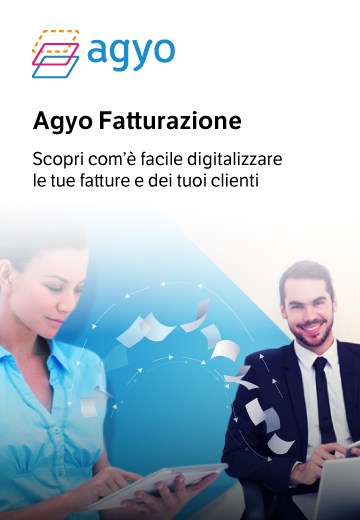 agyo
Agyo Fatturazione
Scopri com'è facile digitalizzare
le tue fatture e dei tuoi clienti